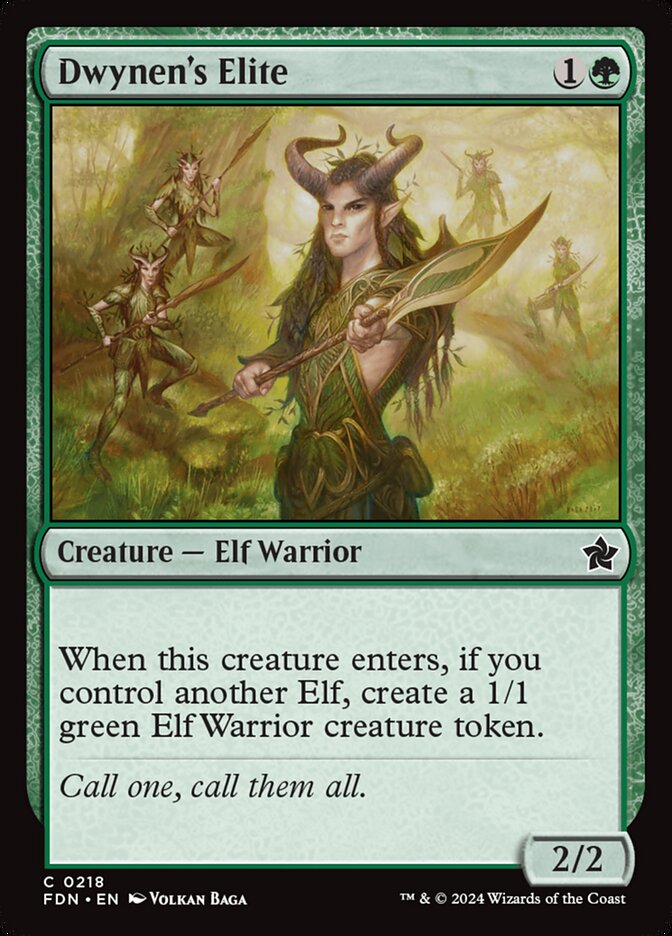 Dwynen's Elite
1
Creature — Elf Warrior
When this creature enters, if you
control another Elf, create a 1/1
green Elf Warrior creature token.
Call one, call them all.
2/2
C 0218
FDN • EN Volkan Baga
™ & © 2024 Wizards of the Coast